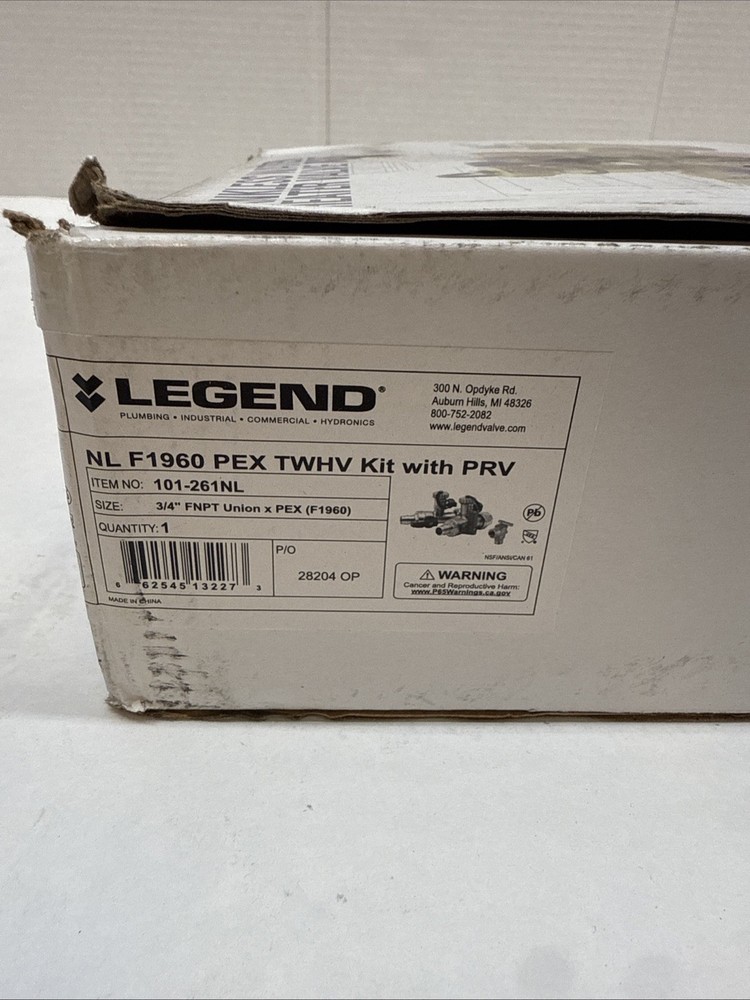 LEGEND®
PLUMBING • INDUSTRIAL • COMMERCIAL • HYDRONICS
300 N. Opdyke Rd.
Auburn Hills, MI 48326
800-752-2082
www.legendvalve.com
NL F1960 PEX TWHV Kit with PRV
ITEM NO: 101-261NL
SIZE: 3/4" FNPT Union x PEX (F1960)
QUANTITY: 1
6 62545 13227 3
P/O
28204 OP
MADE IN CHINA
Pb
NSF/ANSI/CAN 61
⚠ WARNING
Cancer and Reproductive Harm:
www.P65Warnings.ca.gov